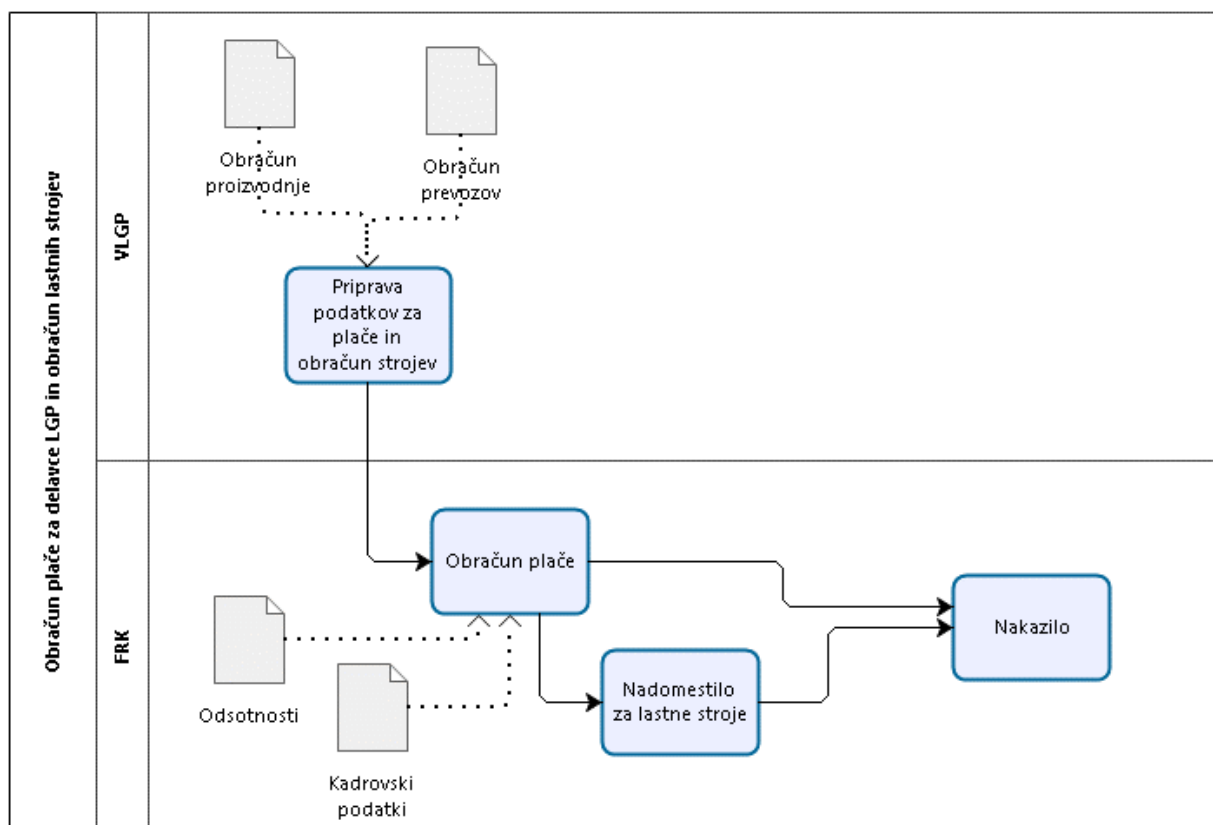 Obračun plače za delavce LGP in obračun lastnih strojev
VLGP
Obračun
proizvodnje
Obračun
prevozov
Priprava
podatkov za
plače in
obračun strojev
FRK
Obračun plače
Nakazilo
Odsotnosti
Nadomestilo
za lastne stroje
Kadrovski
podatki